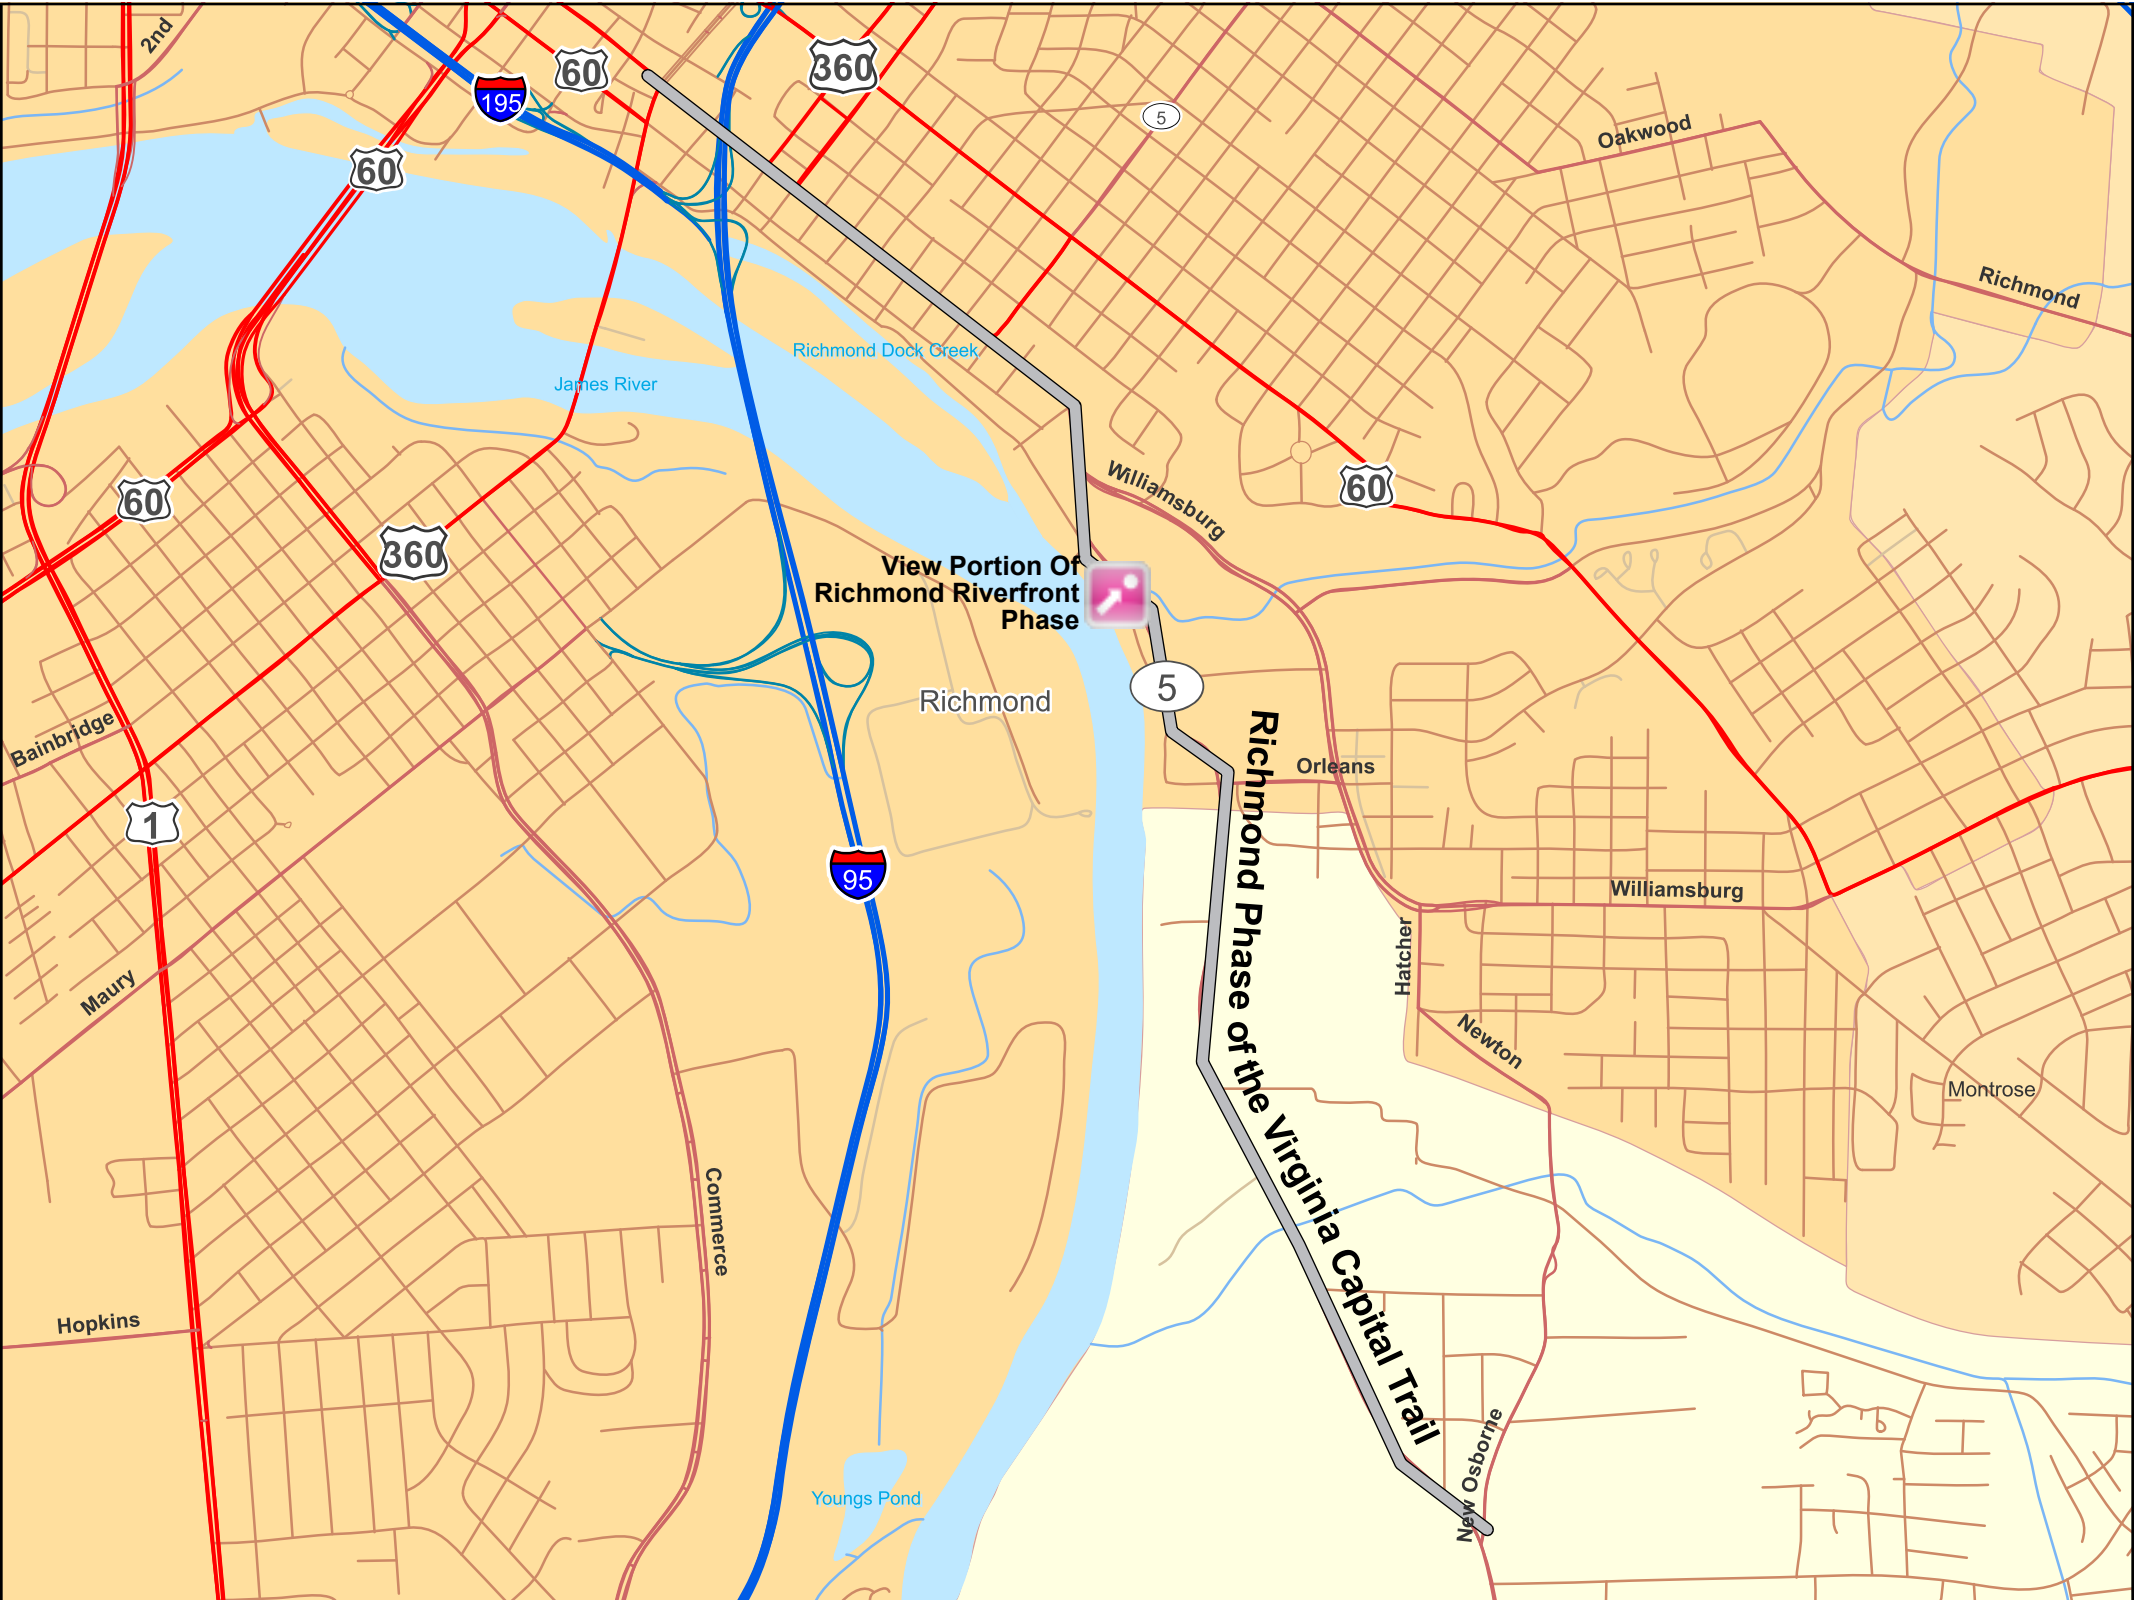 2nd
195
60
360
5
Oakwood
60
Richmond
Richmond Dock Creek
James River
Williamsburg
60
60
360
View Portion Of
Richmond Riverfront
Phase
5
Richmond
Bainbridge
Orleans
1
95
Williamsburg
Hatcher
Maury
Newton
Montrose
Richmond Phase of the Virginia Capital Trail
Commerce
Hopkins
New Osborne
Youngs Pond